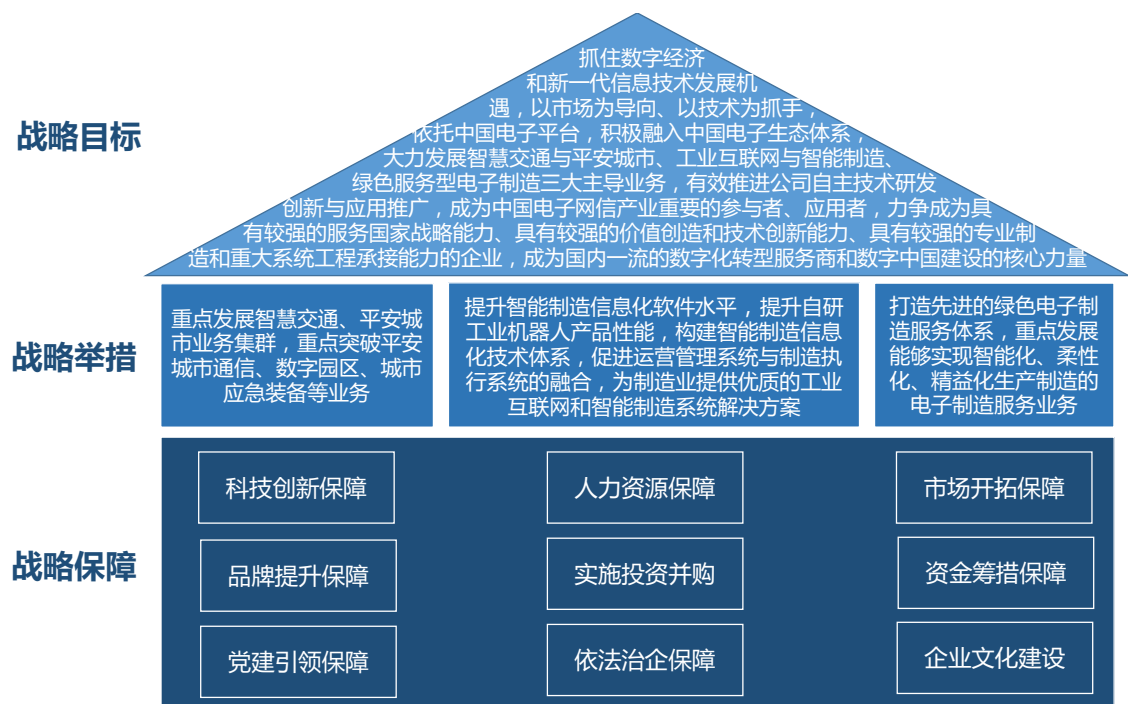 战略目标
抓住数字经济
和新一代信息技术发展机
遇，以市场为导向、以技术为抓手，
依托中国电子平台，积极融入中国电子生态体系，
大力发展智慧交通与平安城市、工业互联网与智能制造、
绿色服务型电子制造三大主导业务，有效推进公司自主技术研发
创新与应用推广，成为中国电子网信产业重要的参与者、应用者，力争成为具
有较强的服务国家战略能力、具有较强的价值创造和技术创新能力、具有较强的专业制
造和重大系统工程承接能力的企业，成为国内一流的数字化转型服务商和数字中国建设的核心力量
战略举措
重点发展智慧交通、平安城
市业务集群，重点突破平安
城市通信、数字园区、城市
应急装备等业务
提升智能制造信息化软件水平，提升自研
工业机器人产品性能，构建智能制造信息
化技术体系，促进运营管理系统与制造执
行系统的融合，为制造业提供优质的工业
互联网和智能制造系统解决方案
打造先进的绿色电子制
造服务体系，重点发展
能够实现智能化、柔性
化、精益化生产制造的
电子制造服务业务
战略保障
科技创新保障
人力资源保障
市场开拓保障
品牌提升保障
实施投资并购
资金筹措保障
党建引领保障
依法治企保障
企业文化建设